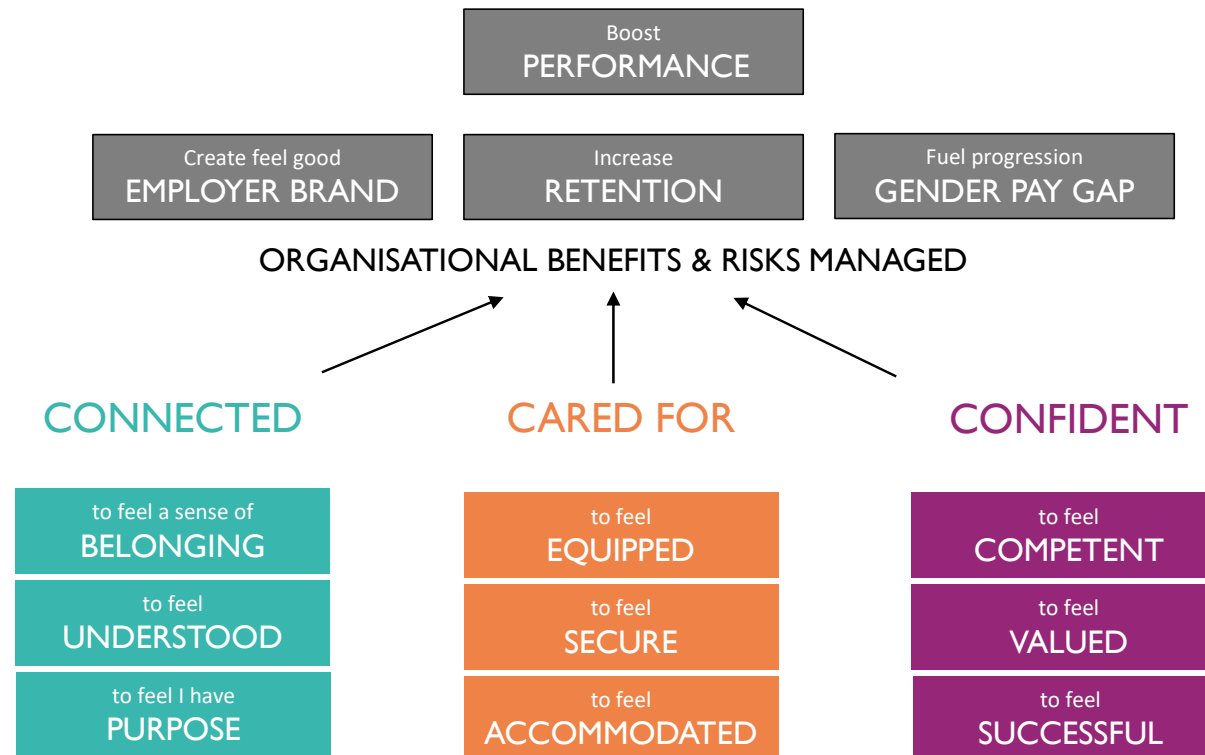 Boost
PERFORMANCE
Create feel good
EMPLOYER BRAND
Increase
RETENTION
Fuel progression
GENDER PAY GAP
ORGANISATIONAL BENEFITS & RISKS MANAGED
CONNECTED
to feel a sense of
BELONGING
to feel
UNDERSTOOD
to feel I have
PURPOSE
CARED FOR
to feel
EQUIPPED
to feel
SECURE
to feel
ACCOMMODATED
CONFIDENT
to feel
COMPETENT
to feel
VALUED
to feel
SUCCESSFUL